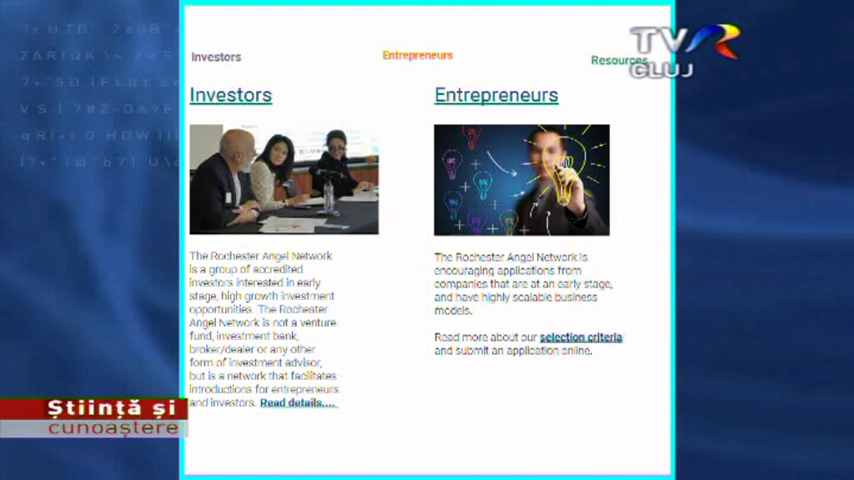 TVR
CLUJ
Investors
Entrepreneurs
Resources
Investors
Entrepreneurs
The Rochester Angel Network
is a group of accredited
investors interested in early
stage, high growth investment
opportunities. The Rochester
Angel Network is not a venture
fund, investment bank,
broker/dealer or any other
form of investment advisor,
but is a network that facilitates
introductions for entrepreneurs
and investors. Read details....
The Rochester Angel Network is
encouraging applications from
companies that are at an early stage,
and have highly scalable business
models.
Read more about our selection criteria
and submit an application online.
Știință și
cunoaștere